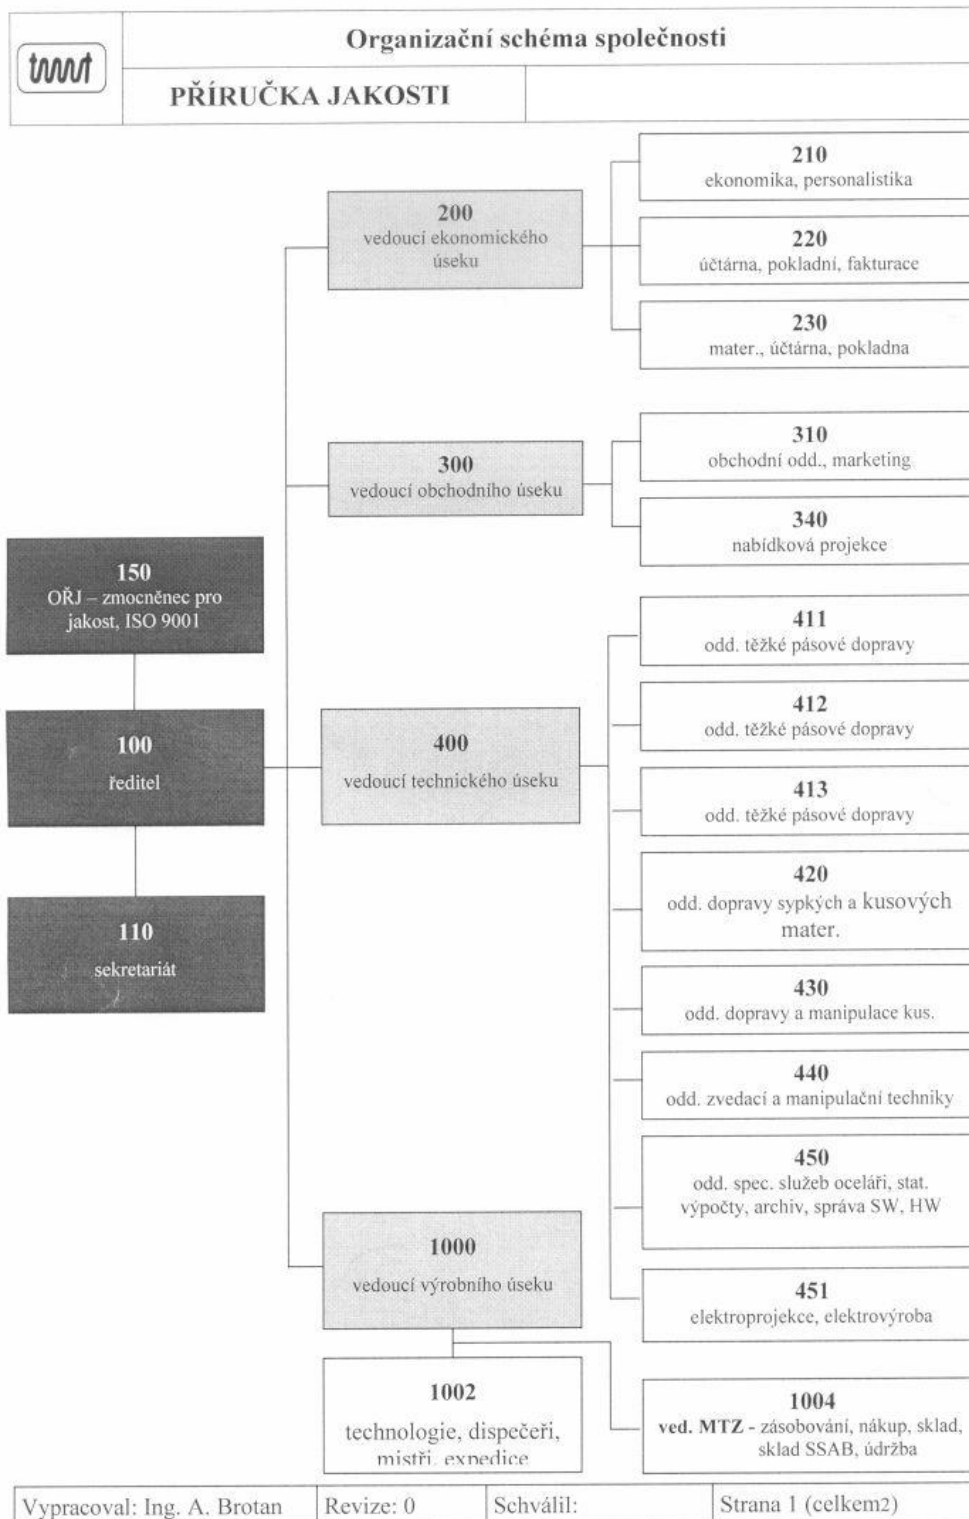 tmt
Organizační schéma společnosti
PŘÍRUČKA JAKOSTI
210
ekonomika, personalistika
200
vedoucí ekonomického
úseku
220
účtárna, pokladní, fakturace
230
mater., účtárna, pokladna
310
obchodní odd., marketing
300
vedoucí obchodního úseku
340
nabídková projekce
150
OŘJ – zmocněnec pro
jakost, ISO 9001
411
odd. těžké pásové dopravy
412
odd. těžké pásové dopravy
100
ředitel
400
vedoucí technického úseku
413
odd. těžké pásové dopravy
420
odd. dopravy sypkých a kusových
mater.
110
sekretariát
430
odd. dopravy a manipulace kus.
440
odd. zvedací a manipulační techniky
450
odd. spec. služeb oceláři, stat.
výpočty, archiv, správa SW, HW
1000
vedoucí výrobního úseku
451
elektroprojekce, elektrovýroba
1002
technologie, dispečeři,
mistři, expedice
1004
ved. MTZ - zásobování, nákup, sklad,
sklad SSAB, údržba
Vypracoval: Ing. A. Brotan
Revize: 0
Schválil:
Strana 1 (celkem2)